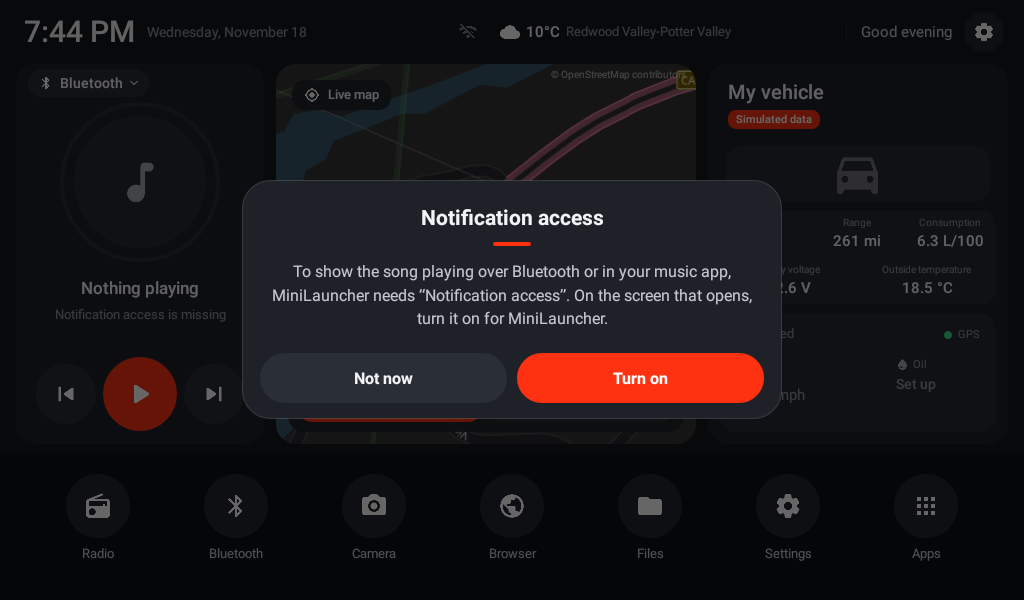 7:44 PM
Wednesday, November 18
10°C
Redwood Valley-Potter Valley
Good evening
Bluetooth
© OpenStreetMap contributors
CA
Live map
My vehicle
Simulated data
Notification access
To show the song playing over Bluetooth or in your music app,
MiniLauncher needs “Notification access”. On the screen that opens,
turn it on for MiniLauncher.
Not now
Turn on
Nothing playing
Notification access is missing
Range
Consumption
261 mi
6.3 L/100
voltage
Outside temperature
2.6 V
18.5 °C
GPS
Oil
Set up
mph
Radio
Bluetooth
Camera
Browser
Files
Settings
Apps